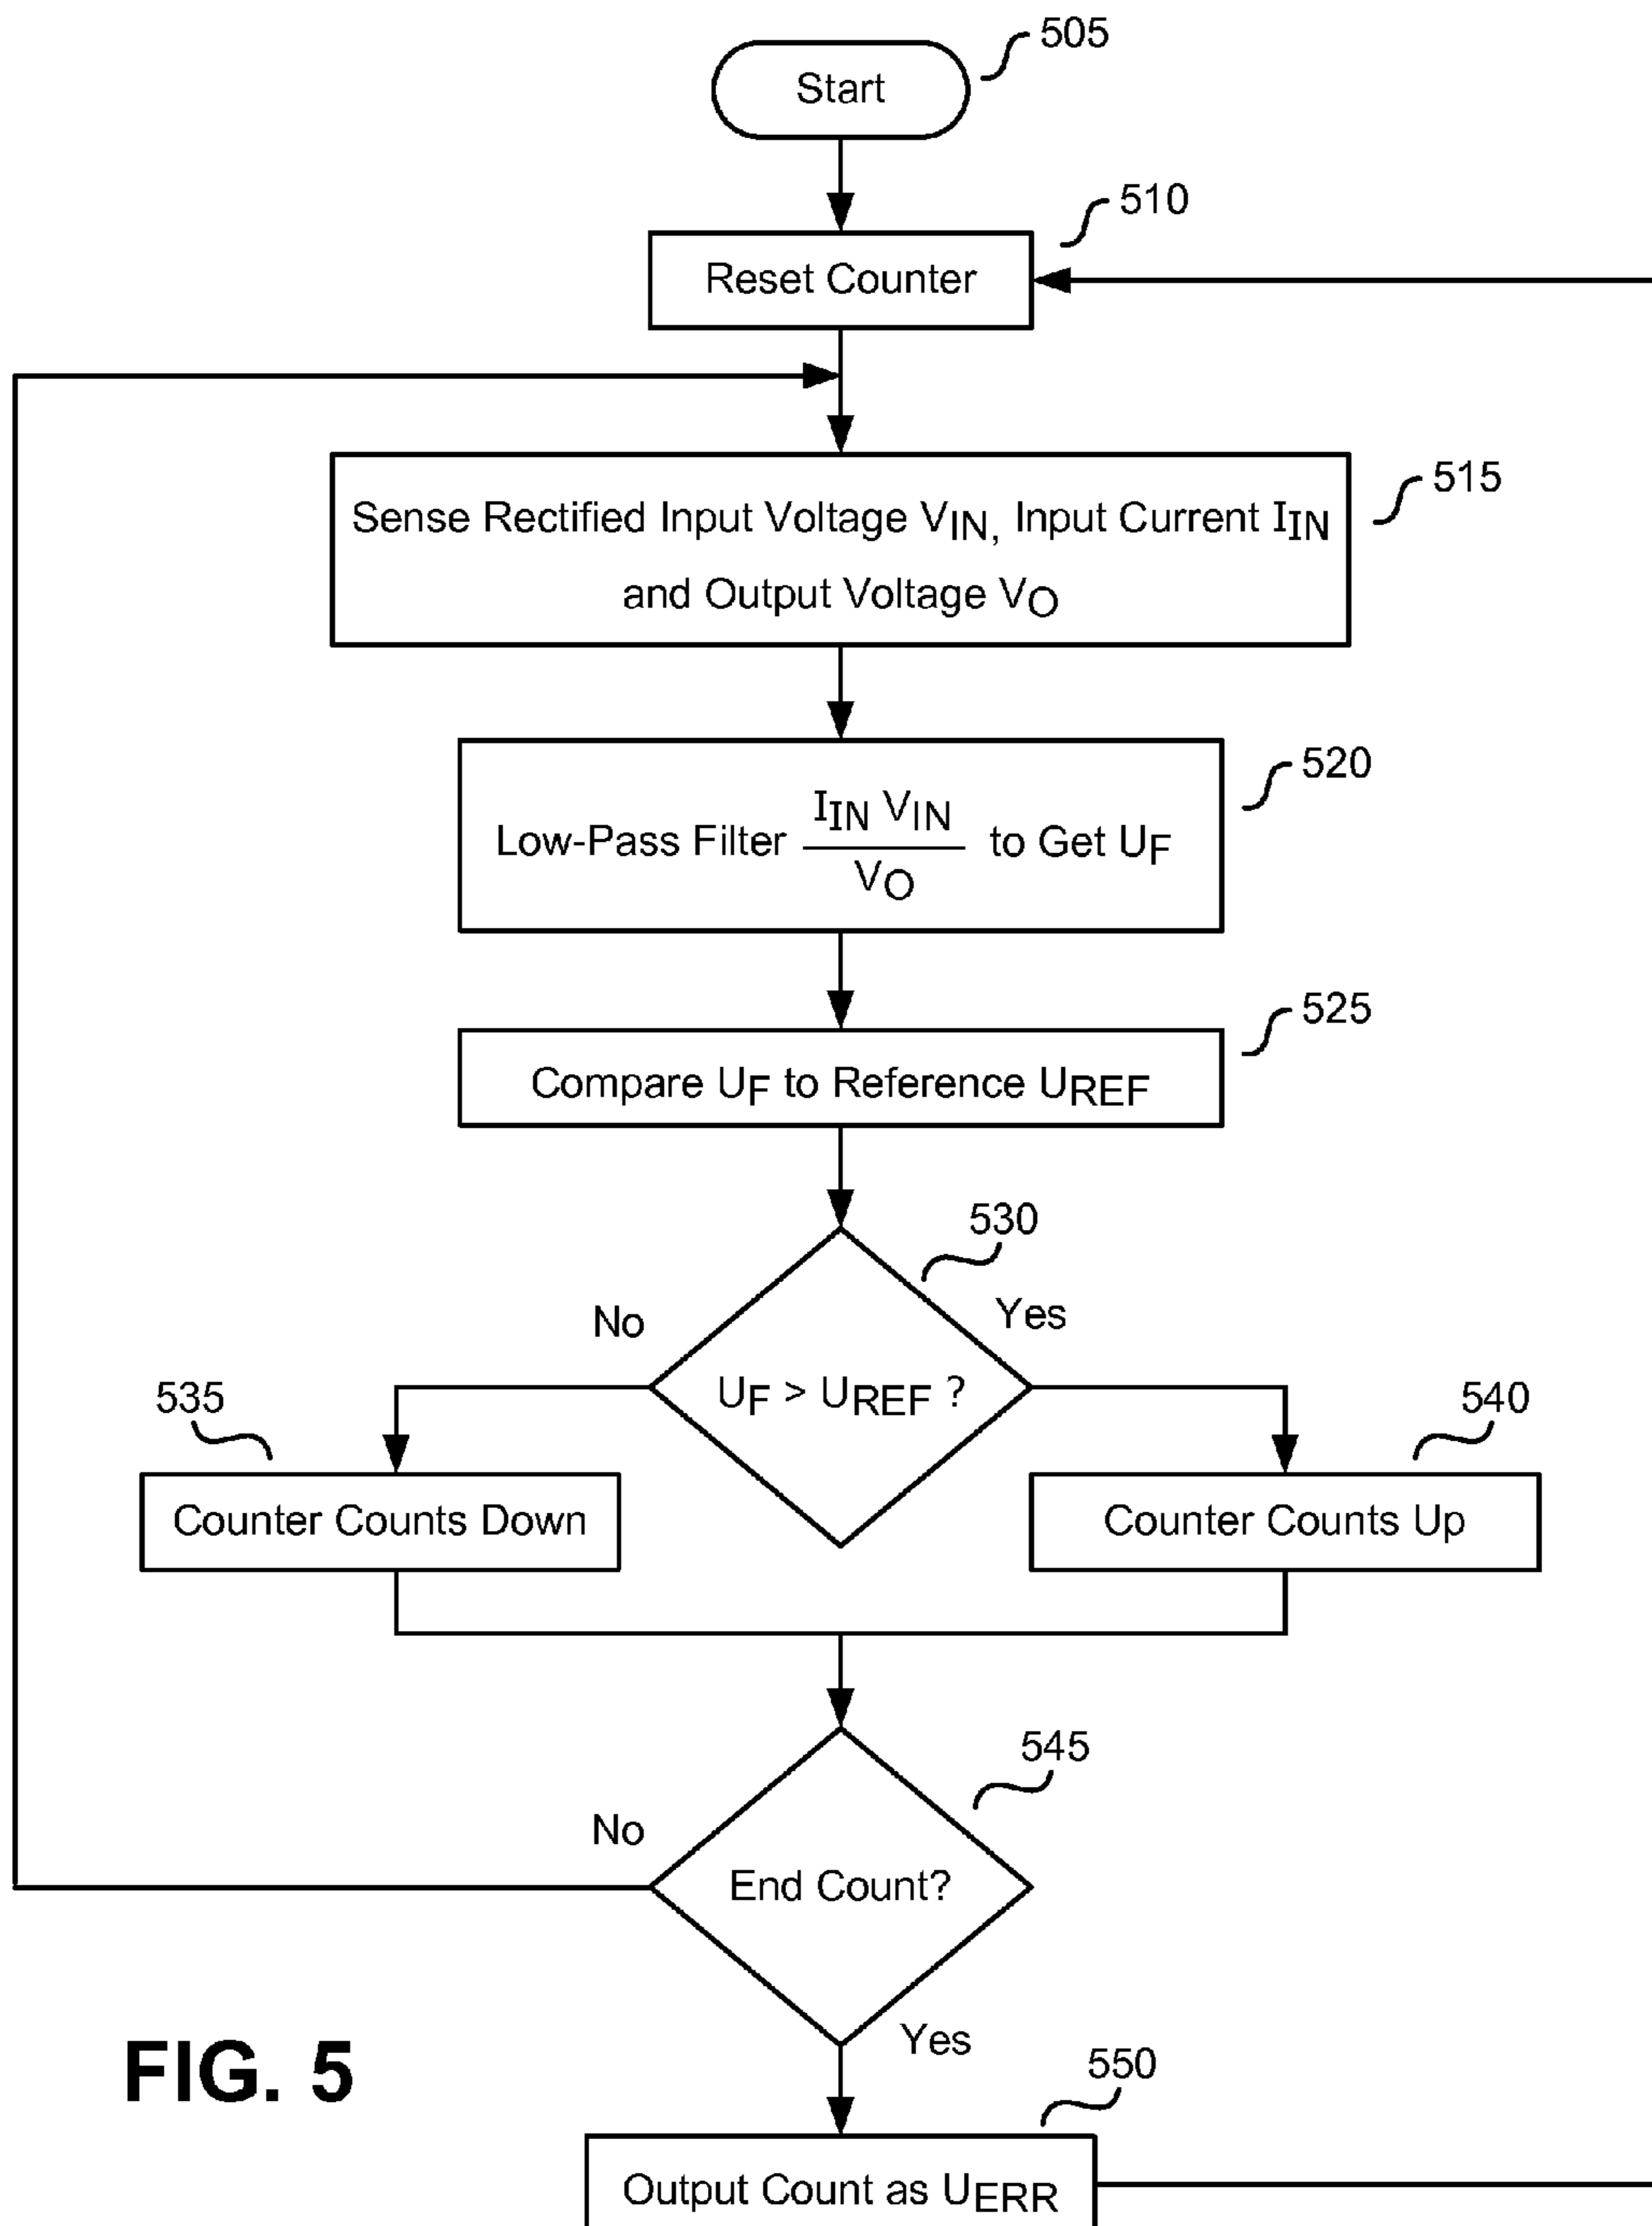 505
Start
510
Reset Counter
515
Sense Rectified Input Voltage VIN, Input Current IIN
and Output Voltage VO
520
Low-Pass Filter IIN VIN / VO to Get UF
525
Compare UF to Reference UREF
530
No
Yes
UF > UREF ?
535
540
Counter Counts Down
Counter Counts Up
545
No
End Count?
Yes
FIG. 5
550
Output Count as UERR